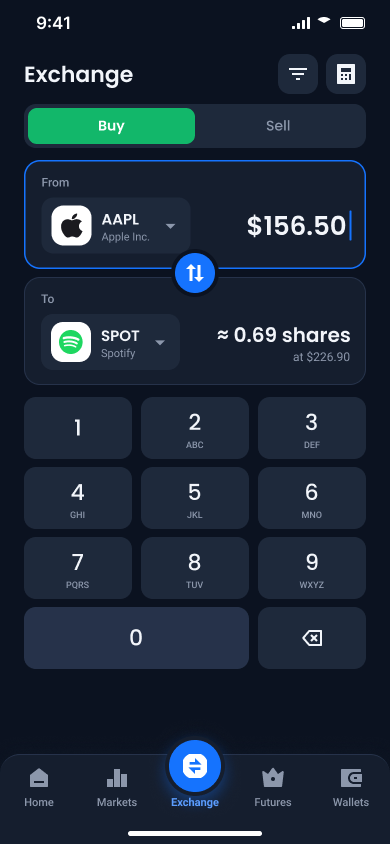 9:41
Exchange
Buy
Sell
From
AAPL
Apple Inc.
$156.50
To
SPOT
Spotify
≈ 0.69 shares
at $226.90
1
2
ABC
3
DEF
4
GHI
5
JKL
6
MNO
7
PQRS
8
TUV
9
WXYZ
0
Home
Markets
Exchange
Futures
Wallets